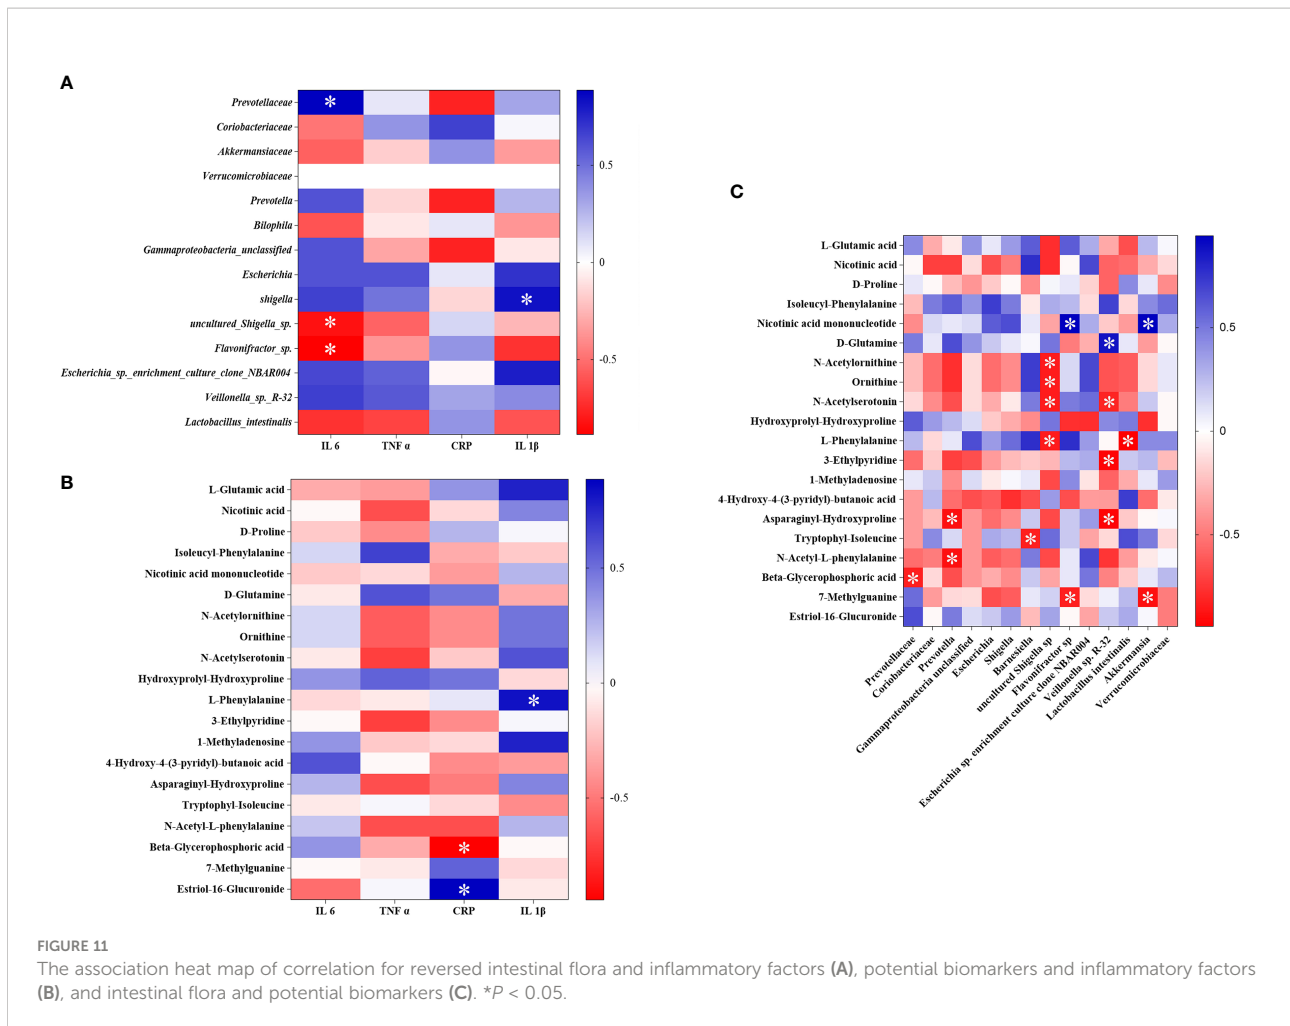 A
Prevotellaceae
Coriobacteriaceae
Akkermansiaceae
Verrucomicrobiaceae
Prevotella
Bilophila
Gammaproteobacteria_unclassified
Escherichia
shigella
uncultured_Shigella_sp.
Flavonifractor_sp.
Escherichia_sp._enrichment_culture_clone_NBAR004
Veillonella_sp._R-32
Lactobacillus_intestinalis
* * * *
IL 6 TNF α CRP IL 1β
0.5
0
-0.5
B
L-Glutamic acid
Nicotinic acid
D-Proline
Isoleucyl-Phenylalanine
Nicotinic acid mononucleotide
D-Glutamine
N-Acetylornithine
Ornithine
N-Acetylserotonin
Hydroxyprolyl-Hydroxyproline
L-Phenylalanine
3-Ethylpyridine
1-Methyladenosine
4-Hydroxy-4-(3-pyridyl)-butanoic acid
Asparaginyl-Hydroxyproline
Tryptophyl-Isoleucine
N-Acetyl-L-phenylalanine
Beta-Glycerophosphoric acid
7-Methylguanine
Estriol-16-Glucuronide
* * *
IL 6 TNF α CRP IL 1β
0.5
0
-0.5
C
L-Glutamic acid
Nicotinic acid
D-Proline
Isoleucyl-Phenylalanine
Nicotinic acid mononucleotide
D-Glutamine
N-Acetylornithine
Ornithine
N-Acetylserotonin
Hydroxyprolyl-Hydroxyproline
L-Phenylalanine
3-Ethylpyridine
1-Methyladenosine
4-Hydroxy-4-(3-pyridyl)-butanoic acid
Asparaginyl-Hydroxyproline
Tryptophyl-Isoleucine
N-Acetyl-L-phenylalanine
Beta-Glycerophosphoric acid
7-Methylguanine
Estriol-16-Glucuronide
* * * * * * * * * * * * * * * * *
Prevotellaceae
Coriobacteriaceae
Prevotella
Gammaproteobacteria unclassified
Escherichia
Shigella
Barnesiella
uncultured Shigella sp
Flavonifractor sp
Escherichia sp. enrichment culture clone NBAR004
Veillonella sp. R-32
Lactobacillus intestinalis
Akkermansia
Verrucomicrobiaceae
0.5
0
-0.5
FIGURE 11
The association heat map of correlation for reversed intestinal flora and inflammatory factors (A), potential biomarkers and inflammatory factors
(B), and intestinal flora and potential biomarkers (C). *P < 0.05.